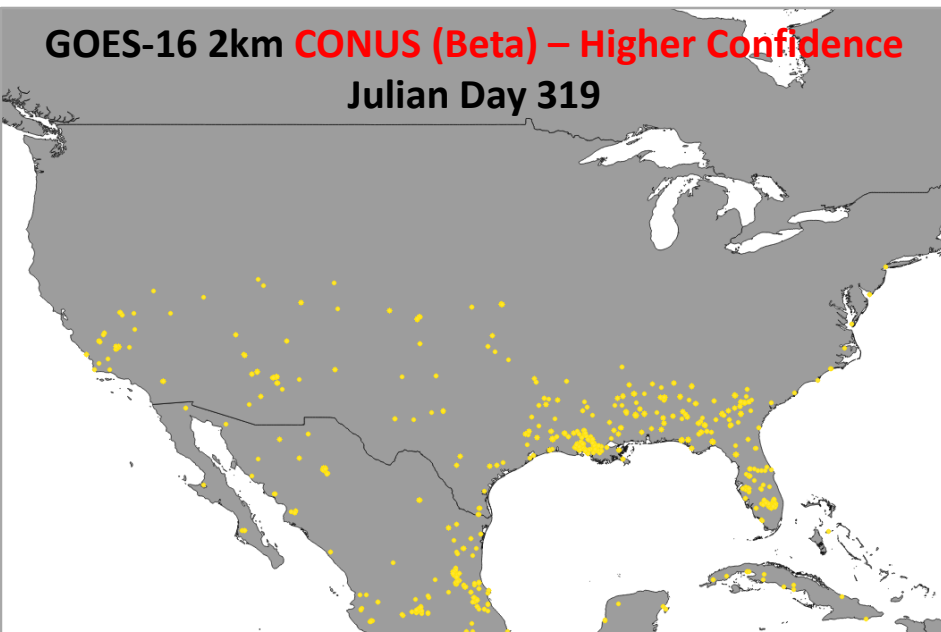 GOES-16 2km CONUS (Beta) – Higher Confidence
Julian Day 319